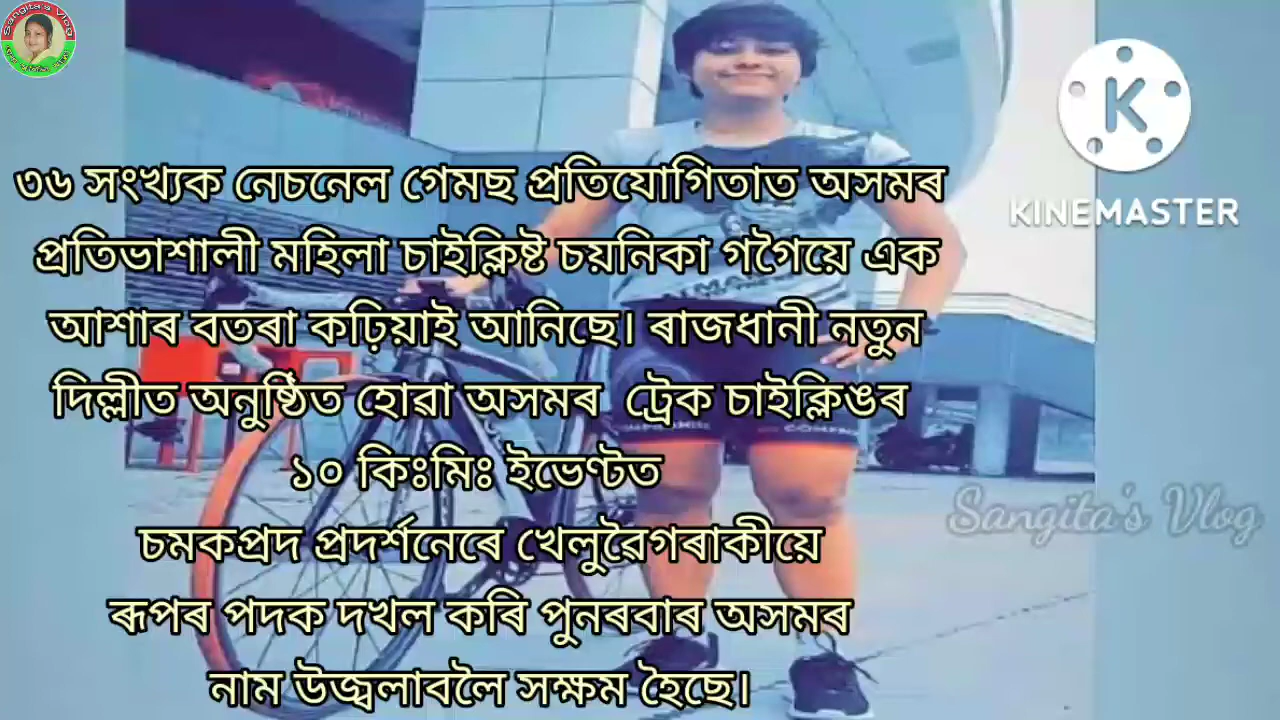 Sangita's Vlog
K
KINEMASTER
৩৬ সংখ্যক নেচনেল গেমছ প্ৰতিযোগিতাত অসমৰ
প্ৰতিভাশালী মহিলা চাইক্লিষ্ট চয়নিকা গগৈয়ে এক
আশাৰ বতৰা কঢ়িয়াই আনিছে। ৰাজধানী নতুন
দিল্লীত অনুষ্ঠিত হোৱা অসমৰ ট্ৰেক চাইক্লিঙৰ
১০ কিঃমিঃ ইভেণ্টত
চমকপ্ৰদ প্ৰদৰ্শনেৰে খেলুৱৈগৰাকীয়ে
ৰূপৰ পদক দখল কৰি পুনৰবাৰ অসমৰ
নাম উজ্বলাবলৈ সক্ষম হৈছে।
Sangita's Vlog